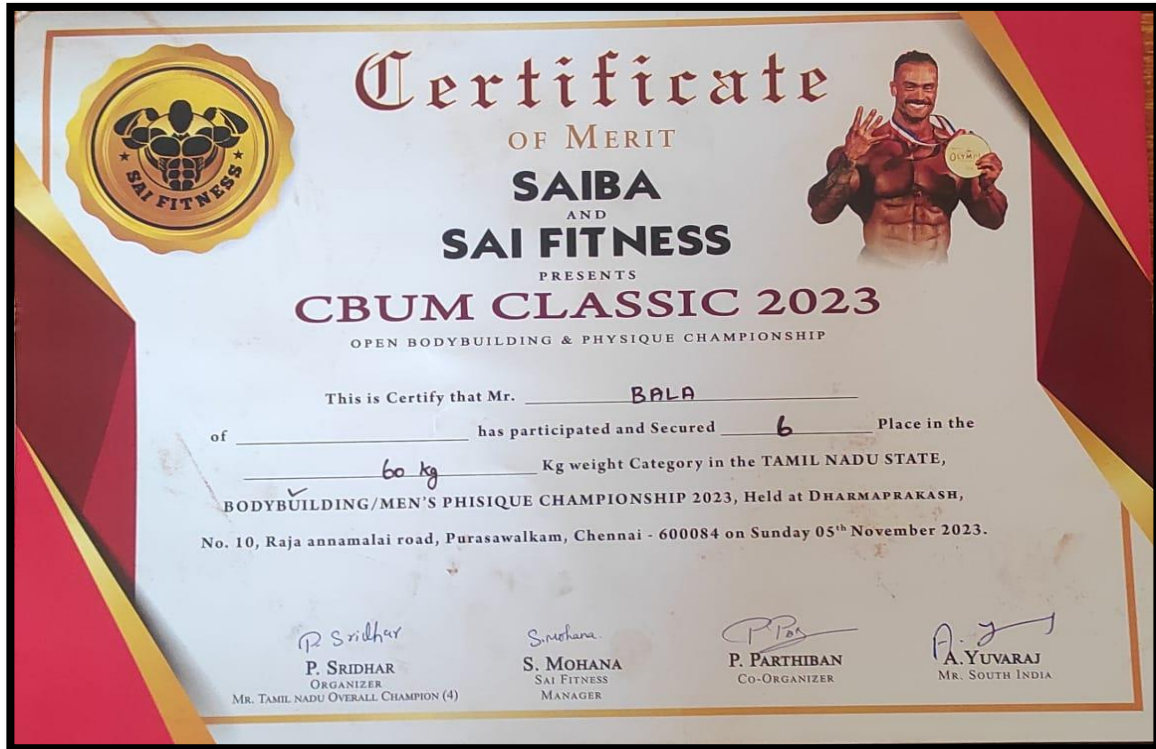 Certificate
OF MERIT
SAI FITNESS
SAIBA
AND
SAI FITNESS
PRESENTS
OLYMPIA
CBUM CLASSIC 2023
OPEN BODYBUILDING & PHYSIQUE CHAMPIONSHIP
This is Certify that Mr. BALA
of has participated and Secured 6 Place in the
60 kg Kg weight Category in the TAMIL NADU STATE,
BODYBUILDING/MEN'S PHISIQUE CHAMPIONSHIP 2023, Held at DHARMAPRAKASH,
No. 10, Raja annamalai road, Purasawalkam, Chennai - 600084 on Sunday 05th November 2023.
P Sridhar S.mohana
P. SRIDHAR S. MOHANA P. PARTHIBAN A.YUVARAJ
ORGANIZER SAI FITNESS CO-ORGANIZER MR. SOUTH INDIA
MR. TAMIL NADU OVERALL CHAMPION (4) MANAGER